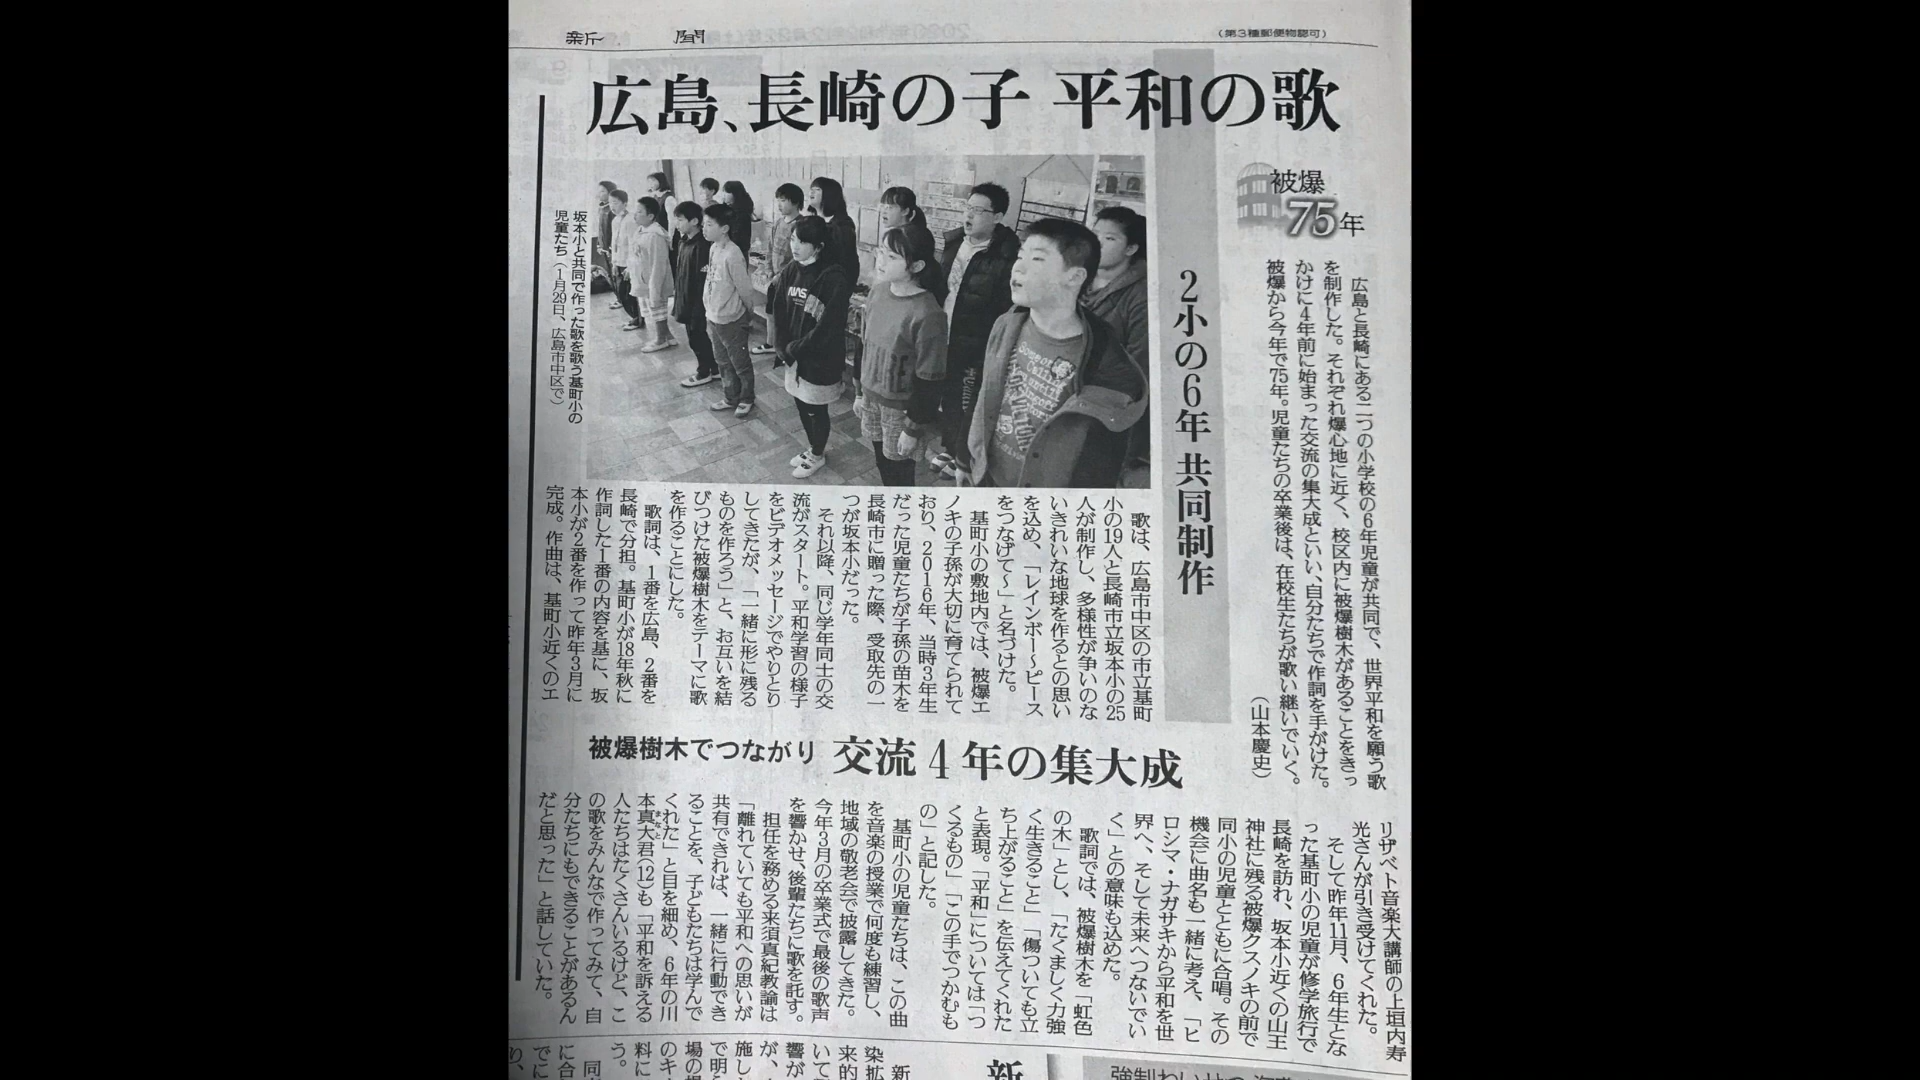 新 聞
(第3種郵便物認可)
広島、長崎の子 平和の歌
被爆
75年
2小の6年 共同制作
広島と長崎にある二つの小学校の6年児童が共同で、世界平和を願う歌
を制作した。それぞれ爆心地に近く、校区内に被爆樹木があることをきっ
かけに4年前に始まった交流の集大成といい、自分たちで作詞を手がけた。
被爆から今年で75年。児童たちの卒業後は、在校生たちが歌い継いでいく。
(山本慶史)
坂本小と共同で作った歌を歌う基町小の
児童たち(1月29日、広島市中区で)
歌は、広島市中区の市立基町
小の19人と長崎市立坂本小の25
人が制作し、多様性が争いのな
いきれいな地球を作るとの思い
を込め、「レインボー〜ピース
をつなげて〜」と名づけた。
基町小の敷地内では、被爆エ
ノキの子孫が大切に育てられて
おり、2016年、当時3年生
だった児童たちが子孫の苗木を
長崎市に贈った際、受取先の一
つが坂本小だった。
それ以降、同じ学年同士の交
流がスタート。平和学習の様子
をビデオメッセージでやりとり
してきたが、「一緒に形に残る
ものを作ろう」と、お互いを結
びつけた被爆樹木をテーマに歌
を作ることにした。
歌詞は、1番を広島、2番を
長崎で分担。基町小が18年秋に
作詞した1番の内容を基に、坂
本小が2番を作って昨年3月に
完成。作曲は、基町小近くのエ
被爆樹木でつながり 交流4年の集大成
リザベト音楽大講師の上垣内寿
光さんが引き受けてくれた。
そして昨年11月、6年生とな
った基町小の児童が修学旅行で
長崎を訪れ、坂本小近くの山王
神社に残る被爆クスノキの前で
同小の児童とともに合唱。その
機会に曲名も一緒に考え、「ヒ
ロシマ・ナガサキから平和を世
界へ、そして未来へつないでい
く」との意味も込めた。
歌詞では、被爆樹木を「虹色
の木」とし、「たくましく力強
く生きること」「傷ついても立
ち上がること」を伝えてくれた
と表現。「平和」については「つ
くるもの」「この手でつかむも
の」と記した。
基町小の児童たちは、この曲
を音楽の授業で何度も練習し、
地域の敬老会で披露してきた。
今年3月の卒業式で最後の歌声
を響かせ、後輩たちに歌を託す。
担任を務める来須真紀教諭は
「離れていても平和への思いが
共有できれば、一緒に行動でき
ることを、子どもたちは学んで
くれた」と目を細め、6年の川
本真大君(12)も「平和を訴える
人たちはたくさんいるけど、こ
の歌をみんなで作ってみて、自
分たちにもできることがあるん
だと思った」と話していた。